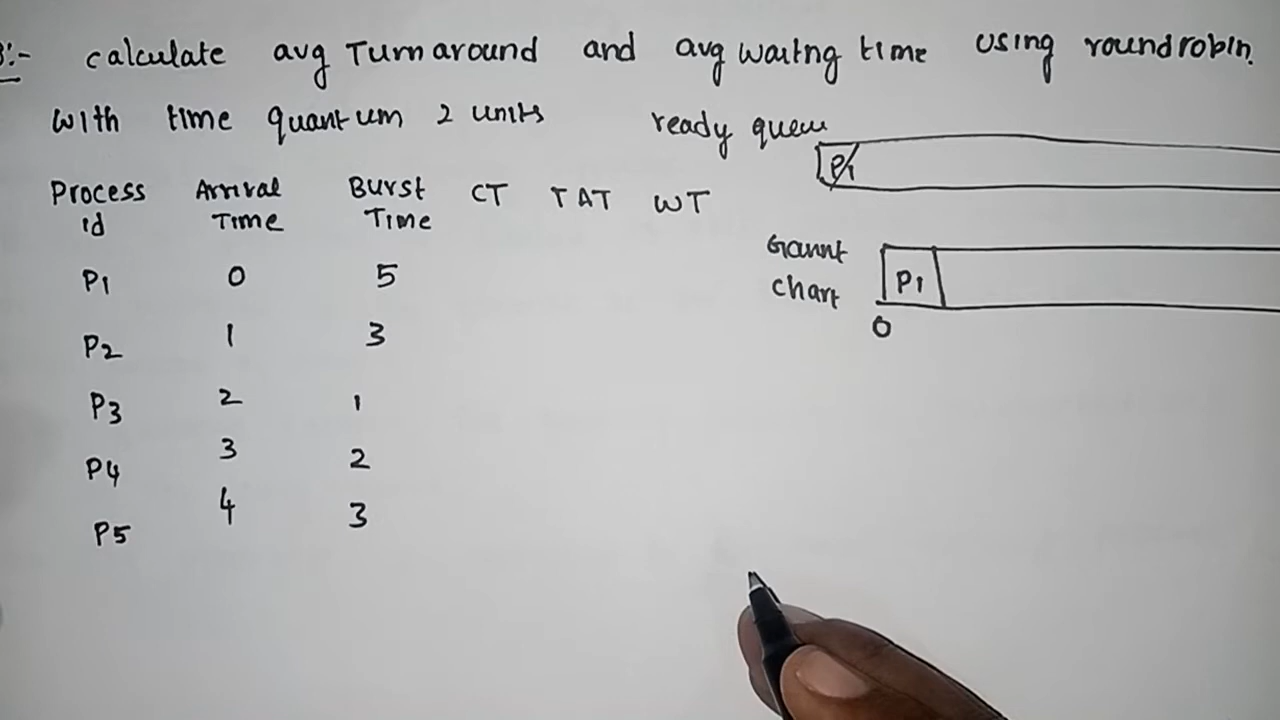 3:- calculate avg Turnaround and avg waitng time using roundrobin.
with time quantum 2 units
ready queue
P1
Process id Arrival Time Burst Time CT TAT WT
Gannt chart
P1
0
P1 0 5
P2 1 3
P3 2 1
P4 3 2
P5 4 3